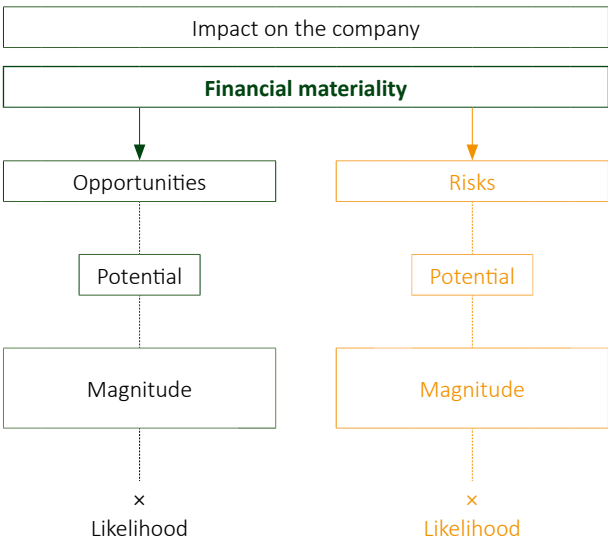 Impact on the company
Financial materiality
Opportunities
Risks
Potential
Potential
Magnitude
Magnitude
×
×
Likelihood
Likelihood